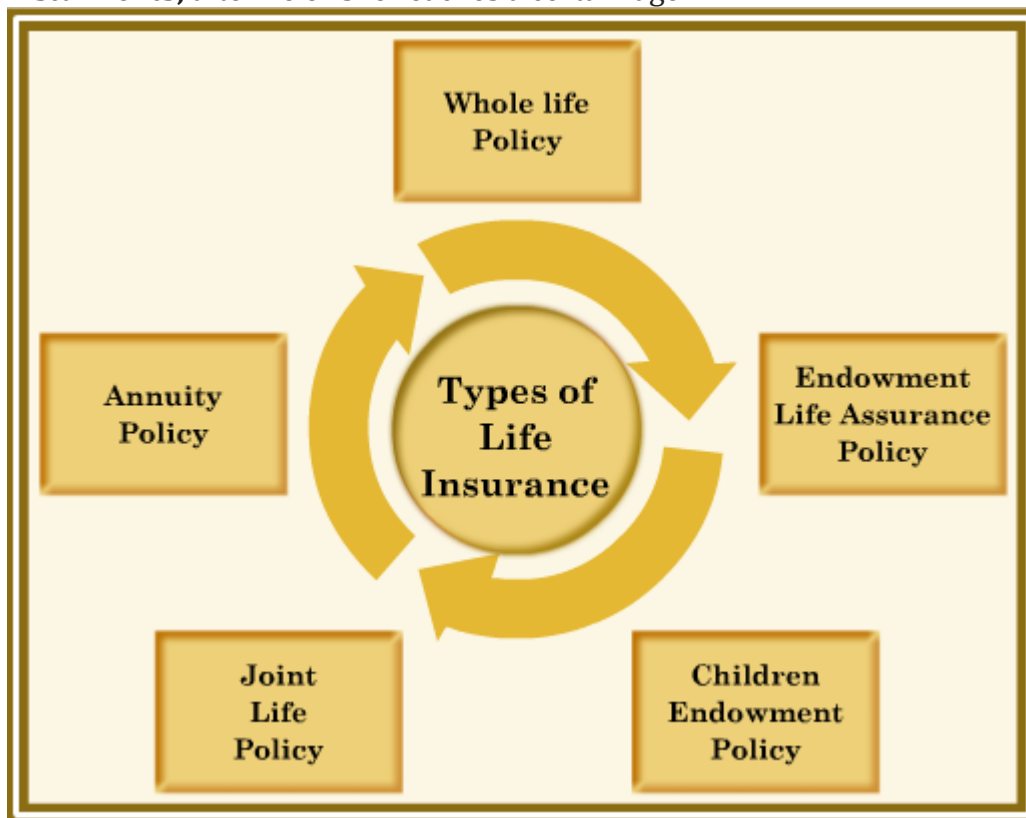 Whole life
Policy
Annuity
Policy
Types of
Life
Insurance
Endowment
Life Assurance
Policy
Joint
Life
Policy
Children
Endowment
Policy